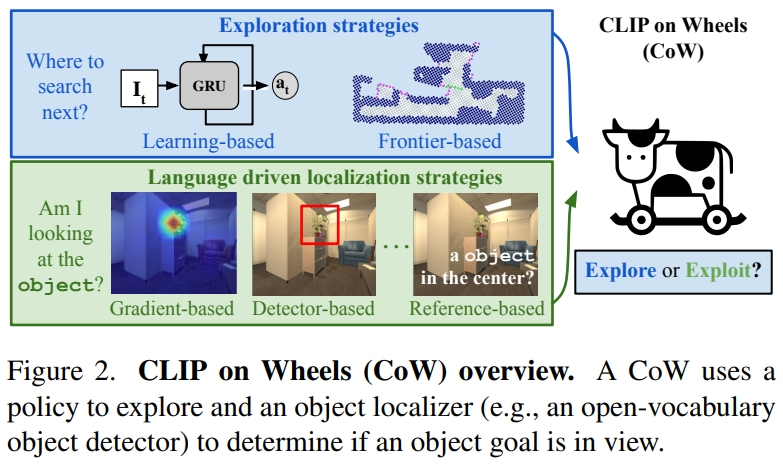 Exploration strategies
Where to
search
next?
I_t
GRU
a_t
Learning-based
Frontier-based
Language driven localization strategies
Am I
looking
at the
object?
Gradient-based
Detector-based
...
a object
in the center?
Reference-based
CLIP on Wheels
(CoW)
Explore or Exploit?
Figure 2. CLIP on Wheels (CoW) overview. A CoW uses a
policy to explore and an object localizer (e.g., an open-vocabulary
object detector) to determine if an object goal is in view.